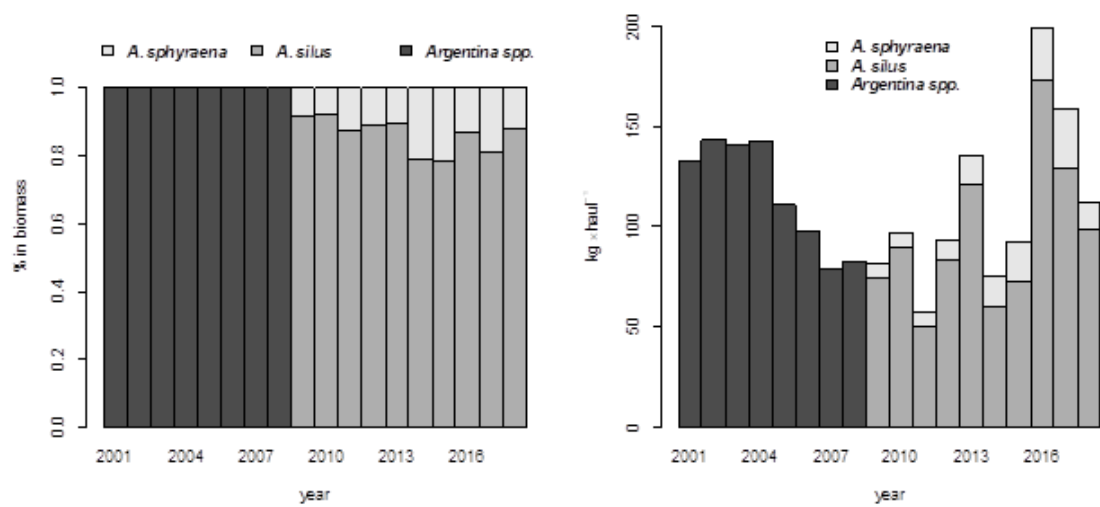 A. sphyraena A. silus Argentina spp.
% in biomass
1.0
0.8
0.6
0.4
0.2
0.0
2001 2004 2007 2010 2013 2016
year
A. sphyraena
A. silus
Argentina spp.
kg ×haul⁻¹
200
150
100
50
0
2001 2004 2007 2010 2013 2016
year